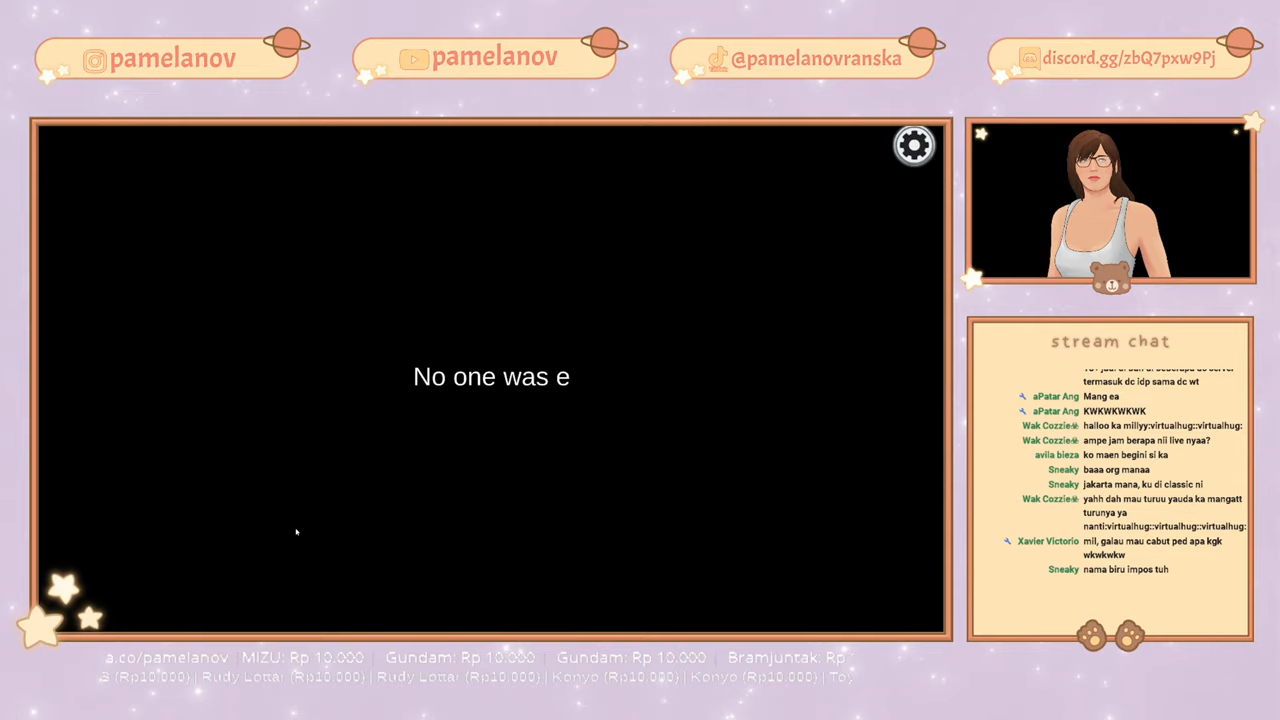 pamelanov
pamelanov
@pamelanovranska
discord.gg/zbQ7pxw9Pj
No one was e
stream chat
termasuk dc idp sama dc wt
aPatar Ang Mang ea
aPatar Ang KWKWKWKWK
Wak Cozzie halloo ka millyy:virtualhug::virtualhug:
Wak Cozzie ampe jam berapa nii live nyaa?
avila bieza ko maen begini si ka
Sneaky baaa org manaa
Sneaky jakarta mana, ku di classic ni
Wak Cozzie yahh dah mau turuu yauda ka mangatt
turunya ya
nanti:virtualhug::virtualhug::virtualhug:
Xavier Victorio mil, galau mau cabut ped apa kgk
wkwkwkw
Sneaky nama biru impos tuh
a.co/pamelanov | MIZU: Rp 10.000 | Gundam: Rp 10.000 | Gundam: Rp 10.000 | Bramjuntak: Rp
(Rp10.000) | Rudy Lottai (Rp10.000) | Rudy Lottai (Rp10.000) | Konyo (Rp10.000) | Konyo (Rp10.000) |